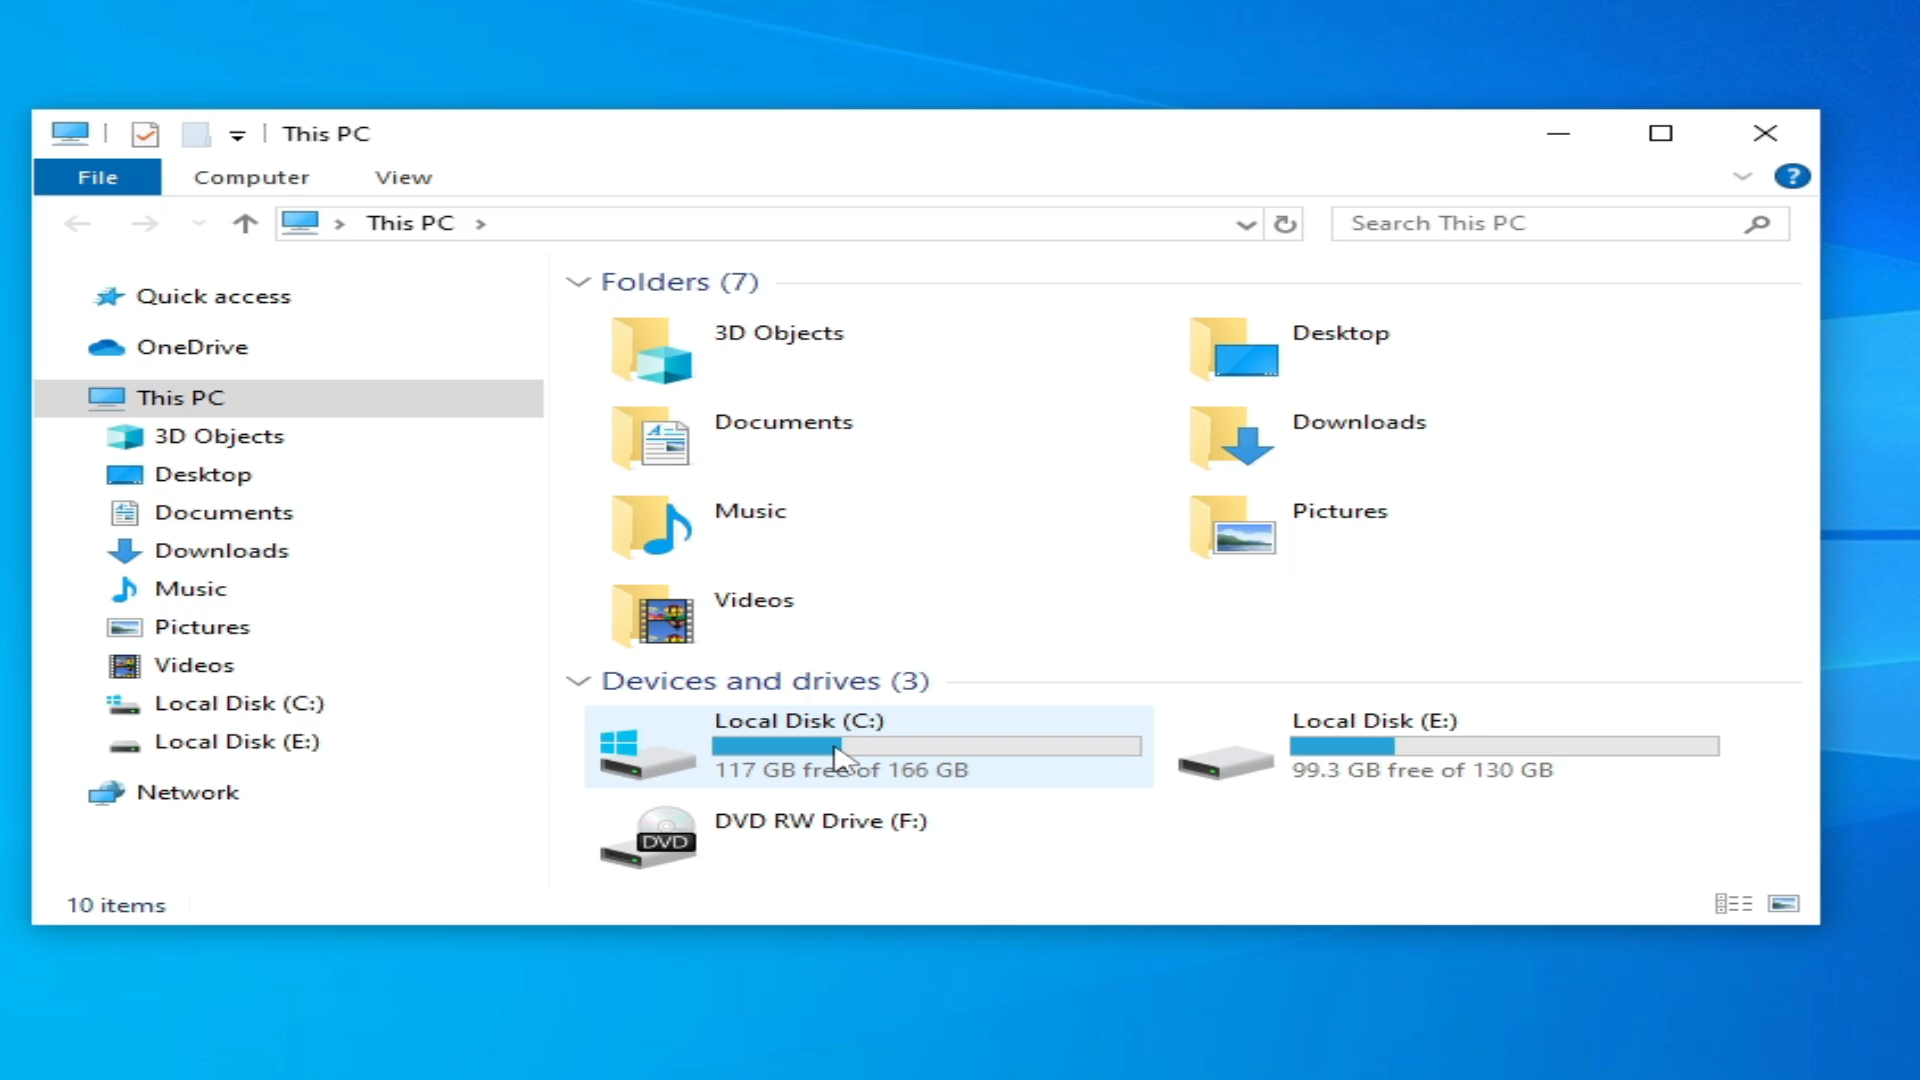 This PC
File Computer View
This PC
Search This PC
Quick access
OneDrive
This PC
3D Objects
Desktop
Documents
Downloads
Music
Pictures
Videos
Local Disk (C:)
Local Disk (E:)
Network
Folders (7)
3D Objects
Desktop
Documents
Downloads
Music
Pictures
Videos
Devices and drives (3)
Local Disk (C:)
117 GB free of 166 GB
Local Disk (E:)
99.3 GB free of 130 GB
DVD RW Drive (F:)
DVD
10 items